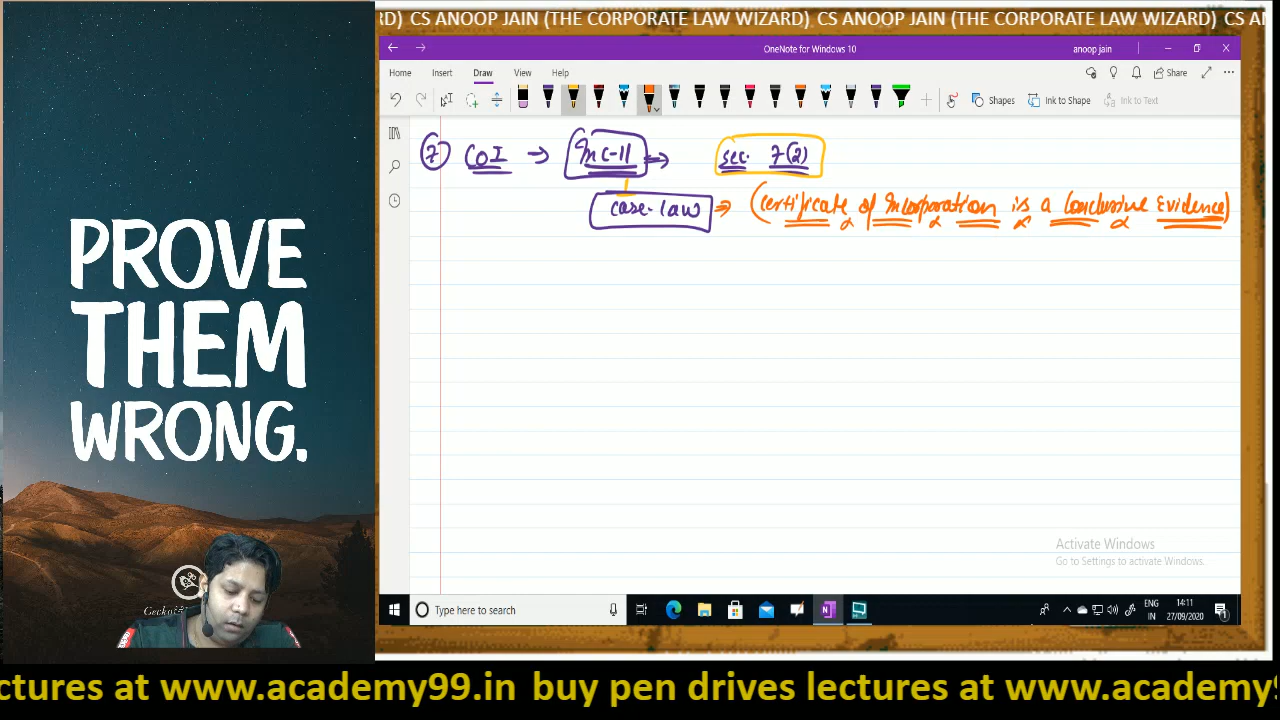 RD) CS ANOOP JAIN (THE CORPORATE LAW WIZARD) CS ANOOP JAIN (THE CORPORATE LAW WIZARD) CS AN
OneNote for Windows 10
anoop jain
Home Insert Draw View Help
Share
Shapes
Ink to Shape
Ink to Text
7 COI → Inc-11 ⇒ sec. 7(2)
case-law ⇒ (Certificate of Incorporation is a Conclusive Evidence)
PROVE
THEM
WRONG.
Activate Windows
Go to Settings to activate Windows.
Type here to search
ENG
IN
14:11
27/09/2020
1
ctures at www.academy99.in buy pen drives lectures at www.academy